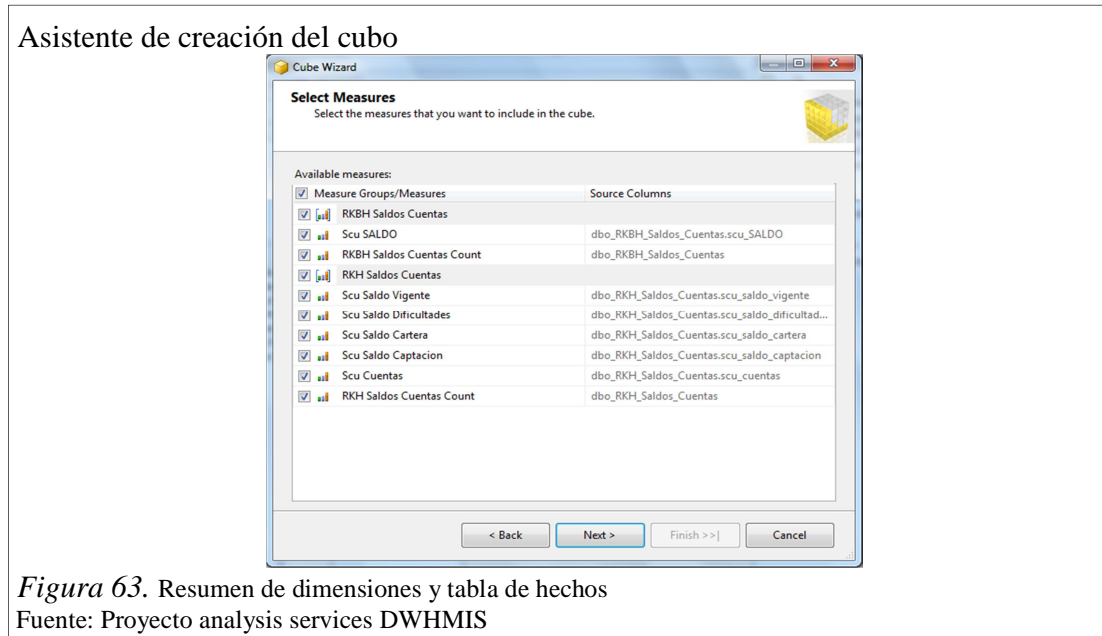 Asistente de creación del cubo
Cube Wizard
Select Measures
Select the measures that you want to include in the cube.
Available measures:
Measure Groups/Measures Source Columns
RKBH Saldos Cuentas
Scu SALDO dbo_RKBH_Saldos_Cuentas.scu_SALDO
RKBH Saldos Cuentas Count dbo_RKBH_Saldos_Cuentas
RKH Saldos Cuentas
Scu Saldo Vigente dbo_RKH_Saldos_Cuentas.scu_saldo_vigente
Scu Saldo Dificultades dbo_RKH_Saldos_Cuentas.scu_saldo_dificultad...
Scu Saldo Cartera dbo_RKH_Saldos_Cuentas.scu_saldo_cartera
Scu Saldo Captacion dbo_RKH_Saldos_Cuentas.scu_saldo_captacion
Scu Cuentas dbo_RKH_Saldos_Cuentas.scu_cuentas
RKH Saldos Cuentas Count dbo_RKH_Saldos_Cuentas
< Back Next > Finish >>| Cancel
Figura 63. Resumen de dimensiones y tabla de hechos
Fuente: Proyecto analysis services DWHMIS